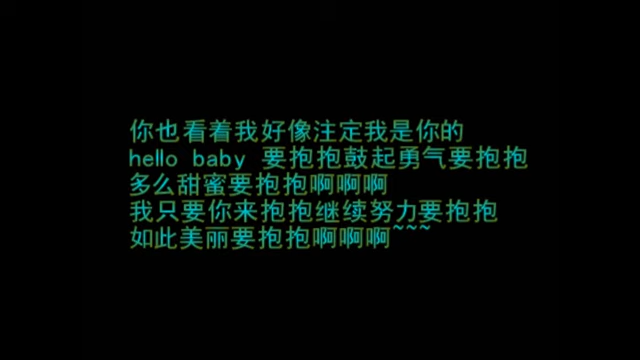 你也看着我好像注定我是你的
hello baby 要抱抱鼓起勇气要抱抱
多么甜蜜要抱抱啊啊啊
我只要你来抱抱继续努力要抱抱
如此美丽要抱抱啊啊啊~~~